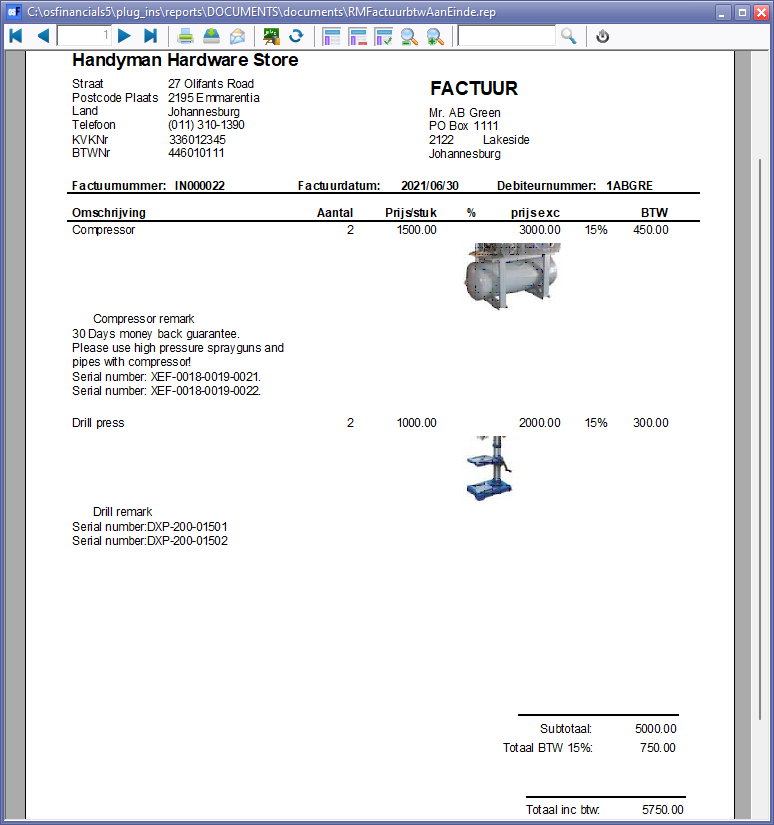 C:\osfinancials5\plug_ins\reports\DOCUMENTS\documents\RMFactuurbtwAanEinde.rep
1
Handyman Hardware Store
Straat 27 Olifants Road
Postcode Plaats 2195 Emmarentia
Land Johannesburg
Telefoon (011) 310-1390
KVKNr 336012345
BTWNr 446010111
FACTUUR
Mr. AB Green
PO Box 1111
2122 Lakeside
Johannesburg
Factuurnummer: IN000022 Factuurdatum: 2021/06/30 Debiteurnummer: 1ABGRE
Omschrijving Aantal Prijs/stuk % prijs exc BTW
Compressor 2 1500.00 3000.00 15% 450.00
Compressor remark
30 Days money back guarantee.
Please use high pressure sprayguns and
pipes with compressor!
Serial number: XEF-0018-0019-0021.
Serial number: XEF-0018-0019-0022.
Drill press 2 1000.00 2000.00 15% 300.00
Drill remark
Serial number:DXP-200-01501
Serial number:DXP-200-01502
Subtotaal: 5000.00
Totaal BTW 15%: 750.00
Totaal inc btw: 5750.00